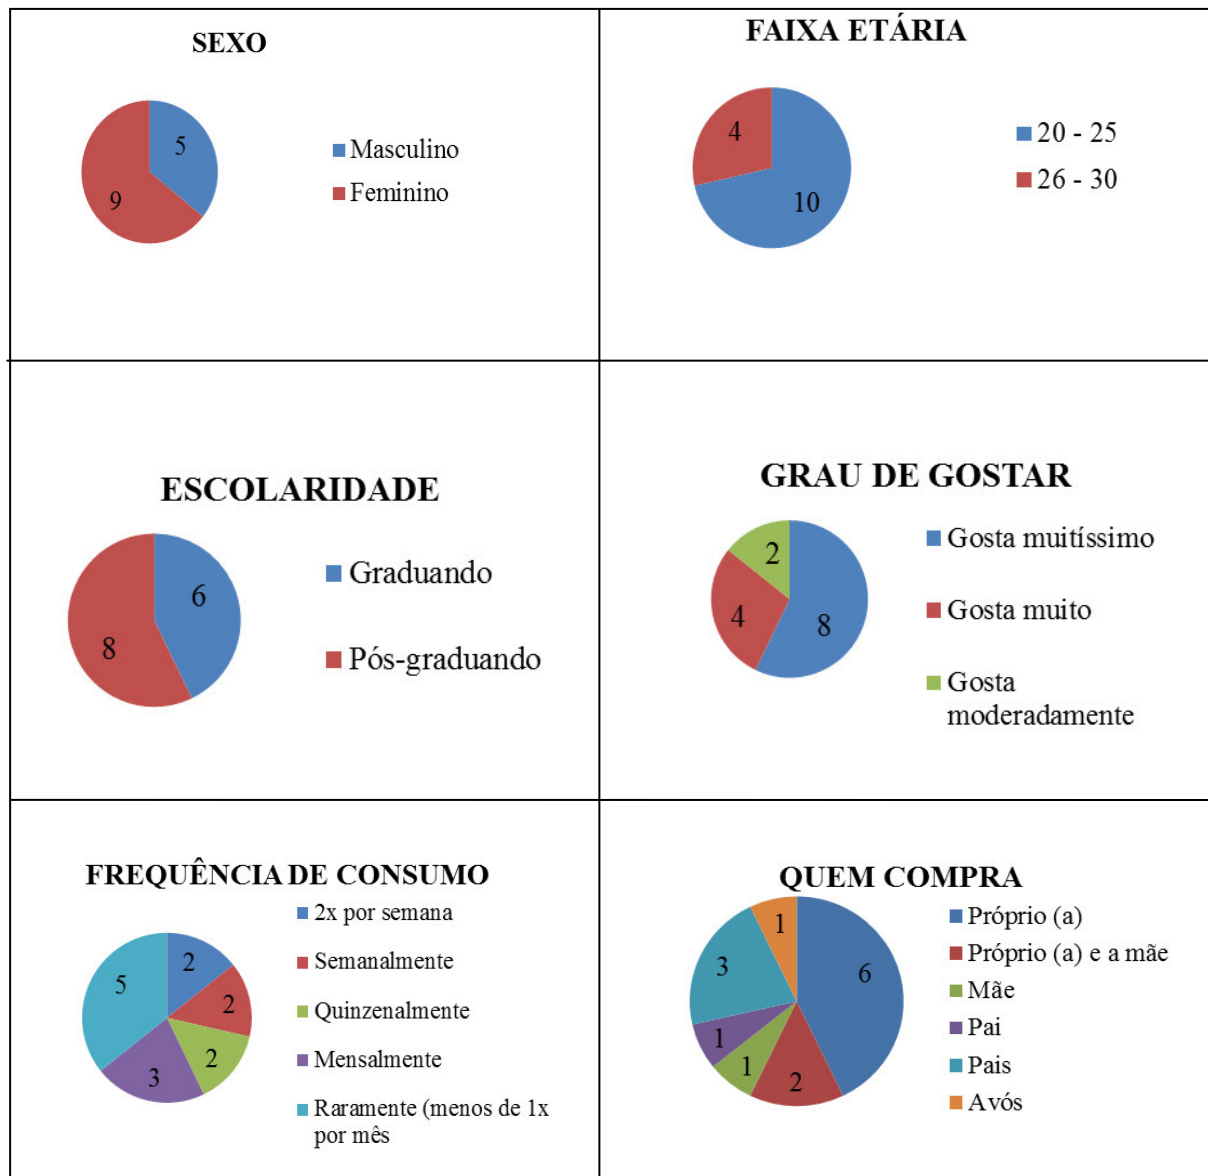 SEXO
5
9
Masculino
Feminino
FAIXA ETÁRIA
4
10
20 - 25
26 - 30
ESCOLARIDADE
6
8
Graduando
Pós-graduando
GRAU DE GOSTAR
2
4
8
Gosta muitíssimo
Gosta muito
Gosta
moderadamente
FREQUÊNCIA DE CONSUMO
2
5
2
2
3
2x por semana
Semanalmente
Quinzenalmente
Mensalmente
Raramente (menos de 1x
por mês
QUEM COMPRA
1
3
6
1
1
2
Próprio (a)
Próprio (a) e a mãe
Mãe
Pai
Pais
Avós